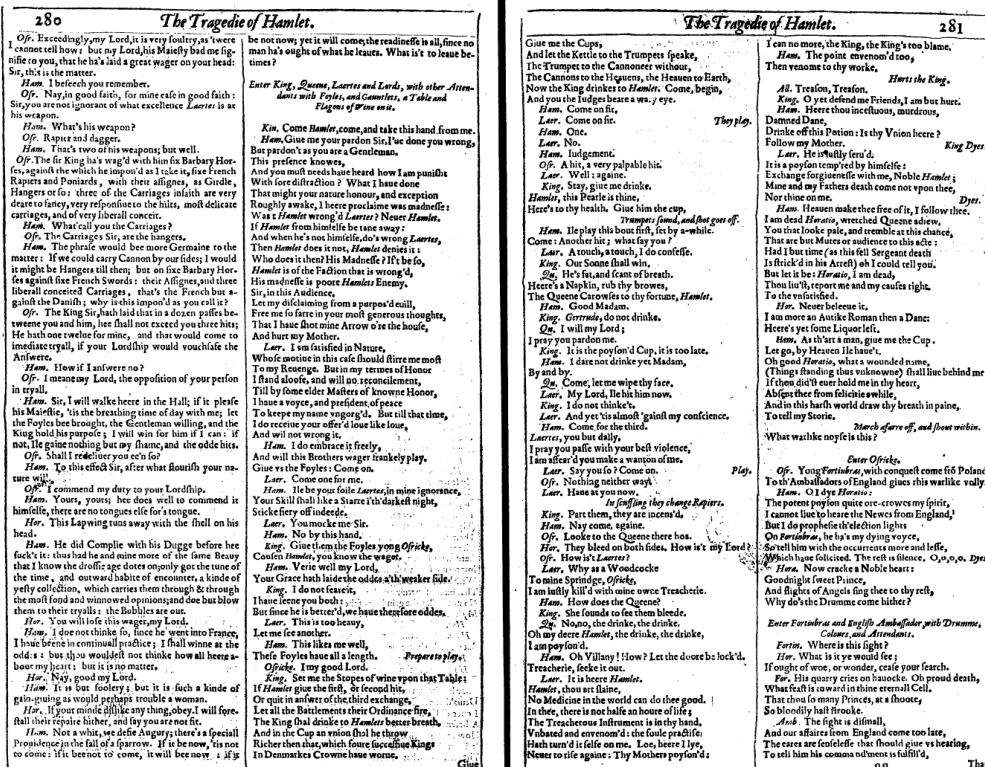 280
The Tragedie of Hamlet.
Oſr. Exceedingly, my Lord, it is very ſoultry, as 'twere
I cannot tell how: but my Lord, his Maieſty bad me ſig-
nifie to you, that he ha's laid a great wager on your head:
Sir, this is the matter.
Ham. I beſeech you remember.
Oſr. Nay, in good faith, for mine eaſe in good faith:
Sir, you are not ignorant of what excellence Laertes is at
his weapon.
Ham. What's his weapon?
Oſr. Rapier and dagger.
Ham. That's two of his weapons; but well.
Oſr. The ſir King ha's wag'd with him ſix Barbary Hor-
ſes, againſt the which he impon'd as I take it, ſixe French
Rapiers and Poniards, with their aſſignes, as Girdle,
Hangers or ſo: three of the Carriages infaith are very
deare to fancy, very reſponſiue to the hilts, moſt delicate
carriages, and of very liberall conceit.
Ham. What call you the Carriages?
Oſr. The Carriages Sir, are the hangers.
Ham. The phraſe would bee more Germaine to the
matter: If we could carry Cannon by our ſides; I would
it might be Hangers till then; but on ſixe Barbary Hor-
ſes againſt ſixe French Swords: their Aſſignes, and three
liberall conceited Carriages, that's the French but a-
gainſt the Daniſh; why is this impon'd as you call it?
Oſr. The King Sir, hath laid that in a dozen paſſes be-
tweene you and him, hee ſhall not exceed you three hits;
He hath one twelue for mine, and that would come to
imediate tryall, if your Lordſhip would vouchſafe the
Anſwere.
Ham. How if I anſwere no?
Oſr. I meane my Lord, the oppoſition of your perſon
in tryall.
Ham. Sir, I will walke heere in the Hall; if it pleaſe
his Maieſtie, 'tis the breathing time of day with me; let
the Foyles bee brought, the Gentleman willing, and the
King hold his purpoſe; I will win for him if I can: if
not, Ile gaine nothing but my ſhame, and the odde hits.
Oſr. Shall I redeliuer you ee'n ſo?
Ham. To this effect Sir, after what flouriſh your na-
ture will.
Oſr. I commend my duty to your Lordſhip.
Ham. Yours, yours; hee does well to commend it
himſelfe, there are no tongues elſe for's tongue.
Hor. This Lapwing runs away with the ſhell on his
head.
Ham. He did Complie with his Dugge before hee
ſuck't it: thus had he and mine more of the ſame Beauy
that I know the droſſie age dotes on; only got the tune of
the time, and outward habite of encounter, a kinde of
yeſty collection, which carries them through & through
the moſt fond and winnowed opinions; and doe but blow
them to their tryalls: the Bubbles are out.
Hor. You will loſe this wager, my Lord.
Ham. I doe not thinke ſo, ſince he went into France,
I haue beene in continuall practice; I ſhall winne at the
oddes: but thou wouldeſt not thinke how all heere a-
bout my heart: but it is no matter.
Hor. Nay, good my Lord.
Ham. It is but foolery; but it is ſuch a kinde of
gain-giuing as would perhaps trouble a woman.
Hor. If your minde diſlike any thing, obey. I will fore-
ſtall their repaire hither, and ſay you are not fit.
Ham. Not a whit, we defie Augury; there's a ſpeciall
Prouidence in the fall of a ſparrow. If it be now, 'tis not
to come: if it bee not to come, it will bee now: if it
be not now; yet it will come; the readineſſe is all, ſince no
man ha's ought of what he leaues. What is't to leaue be-
times?
Enter King, Queene, Laertes and Lords, with other Atten-
dants with Foyles, and Gauntlets, a Table and
Flagons of Wine on it.
Kin. Come Hamlet, come, and take this hand from me.
Ham. Giue me your pardon Sir, I'ue done you wrong,
But pardon't as you are a Gentleman.
This preſence knowes,
And you muſt needs haue heard how I am puniſht
With ſore diſtraction? What I haue done
That might your nature honour, and exception
Roughly awake, I heere proclaime was madneſſe:
Was't Hamlet wrong'd Laertes? Neuer Hamlet.
If Hamlet from himſelfe be tane away:
And when he's not himſelfe, do's wrong Laertes,
Then Hamlet does it not, Hamlet denies it:
Who does it then? His Madneſſe? If't be ſo,
Hamlet is of the Faction that is wrong'd,
His madneſſe is poore Hamlets Enemy.
Sir, in this Audience,
Let my diſclaiming from a purpos'd euill,
Free me ſo farre in your moſt generous thoughts,
That I haue ſhot mine Arrow o're the houſe,
And hurt my Mother.
Laer. I am ſatisfied in Nature,
Whoſe motiue in this caſe ſhould ſtirre me moſt
To my Reuenge. But in my termes of Honor
I ſtand aloofe, and will no reconcilement,
Till by ſome elder Maſters of knowne Honor,
I haue a voyce, and preſident of peace
To keepe my name vngorg'd. But till that time,
I do receiue your offer'd loue like loue,
And wil not wrong it.
Ham. I do embrace it freely,
And will this Brothers wager frankely play.
Giue vs the Foyles: Come on.
Laer. Come one for me.
Ham. Ile be your foile Laertes, in mine ignorance,
Your Skill ſhall like a Starre i'th'darkeſt night,
Sticke fiery off indeede.
Laer. You mocke me Sir.
Ham. No by this hand.
King. Giue them the Foyles yong Oſricke,
Couſen Hamlet, you know the wager.
Ham. Verie well my Lord,
Your Grace hath laide the oddes a'th'weaker ſide.
King. I do not feare it,
I haue ſeene you both:
But ſince he is better'd, we haue therefore oddes.
Laer. This is too heauy,
Let me ſee another.
Ham. This likes me well,
Theſe Foyles haue all a length. Prepare to play.
Oſricke. I my good Lord.
King. Set me the Stopes of wine vpon that Table:
If Hamlet giue the firſt, or ſecond hit,
Or quit in anſwer of the third exchange,
Let all the Battlements their Ordinance fire,
The King ſhal drinke to Hamlets better breath,
And in the Cup an vnion ſhal he throw
Richer then that, which foure ſucceſſiue Kings
In Denmarkes Crowne haue worne.
Giue
The Tragedie of Hamlet.
281
Giue me the Cups,
And let the Kettle to the Trumpets ſpeake,
The Trumpet to the Cannoneer without,
The Cannons to the Heauens, the Heauen to Earth,
Now the King drinkes to Hamlet. Come, begin,
And you the Iudges beare a wary eye.
Ham. Come on ſir.
Laer. Come on ſir. They play.
Ham. One.
Laer. No.
Ham. Iudgement.
Oſr. A hit, a very palpable hit.
Laer. Well: againe.
King. Stay, giue me drinke.
Hamlet, this Pearle is thine,
Here's to thy health. Giue him the cup,
Trumpets ſound, and ſhot goes off.
Ham. Ile play this bout firſt, ſet by a-while.
Come: Another hit; what ſay you?
Laer. A touch, a touch, I do confeſſe.
King. Our Sonne ſhall win.
Qu. He's fat, and ſcant of breath.
Heere's a Napkin, rub thy browes,
The Queene Carowſes to thy fortune, Hamlet.
Ham. Good Madam.
King. Gertrude, do not drinke.
Qu. I will my Lord;
I pray you pardon me.
King. It is the poyſon'd Cup, it is too late.
Ham. I dare not drinke yet Madam,
By and by.
Qu. Come, let me wipe thy face.
Laer. My Lord, Ile hit him now.
King. I do not thinke't.
Laer. And yet 'tis almoſt 'gainſt my conſcience.
Ham. Come for the third.
Laertes, you but dally,
I pray you paſſe with your beſt violence,
I am affear'd you make a wanton of me.
Laer. Say you ſo? Come on. Play.
Oſr. Nothing neither way.
Laer. Haue at you now.
In ſcuffling they change Rapiers.
King. Part them, they are incens'd.
Ham. Nay come, againe.
Oſr. Looke to the Queene there hoa.
Hor. They bleed on both ſides. How is't my Lord?
Oſr. How is't Laertes?
Laer. Why as a Woodcocke
To mine Sprindge, Oſricke,
I am iuſtly kill'd with mine owne Treacherie.
Ham. How does the Queene?
King. She ſounds to ſee them bleede.
Qu. No, no, the drinke, the drinke.
Oh my deere Hamlet, the drinke, the drinke,
I am poyſon'd.
Ham. Oh Villany! How? Let the doore be lock'd.
Treacherie, ſeeke it out.
Laer. It is heere Hamlet.
Hamlet, thou art ſlaine,
No Medicine in the world can do thee good.
In thee, there is not halfe an houre of life;
The Treacherous Inſtrument is in thy hand,
Vnbated and envenom'd: the foule practiſe
Hath turn'd it ſelfe on me. Loe, heere I lye,
Neuer to riſe againe: Thy Mothers poyſon'd:
I can no more, the King, the King's too blame.
Ham. The point envenom'd too,
Then venome to thy worke.
Hurts the King.
All. Treaſon, Treaſon.
King. O yet defend me Friends, I am but hurt.
Ham. Heere thou inceſtuous, murdrous,
Damned Dane,
Drinke off this Potion: Is thy Vnion heere?
Follow my Mother. King Dyes.
Laer. He is iuſtly ſeru'd.
It is a poyſon temp'red by himſelfe:
Exchange forgiueneſſe with me, Noble Hamlet;
Mine and my Fathers death come not vpon thee,
Nor thine on me. Dyes.
Ham. Heauen make thee free of it, I follow thee.
I am dead Horatio, wretched Queene adiew,
You that looke pale, and tremble at this chance,
That are but Mutes or audience to this acte:
Had I but time (as this fell Sergeant death
Is ſtrick'd in his Arreſt) oh I could tell you.
But let it be: Horatio, I am dead,
Thou liu'ſt, report me and my cauſes right
To the vnſatisfied.
Hor. Neuer beleeue it.
I am more an Antike Roman then a Dane:
Heere's yet ſome Liquor left.
Ham. As th'art a man, giue me the Cup.
Let go, by Heauen Ile haue't.
Oh good Horatio, what a wounded name,
(Things ſtanding thus vnknowne) ſhall liue behind me.
If thou did'ſt euer hold me in thy heart,
Abſent thee from felicitie awhile,
And in this harſh world draw thy breath in paine,
To tell my Storie.
March afarre off, and ſhout within.
What warlike noyſe is this?
Enter Oſricke.
Oſr. Yong Fortinbras, with conqueſt come frõ Poland
To th'Ambaſſadors of England giues this warlike volly.
Ham. O I dye Horatio:
The potent poyſon quite ore-crowes my ſpirit,
I cannot liue to heare the Newes from England,
But I do propheſie th'election lights
On Fortinbras, he ha's my dying voyce,
So tell him with the occurrents more and leſſe,
Which haue ſolicited. The reſt is ſilence. O, o, o, o. Dyes
Hora. Now cracke a Noble heart:
Goodnight ſweet Prince,
And flights of Angels ſing thee to thy reſt,
Why do's the Drumme come hither?
Enter Fortinbras and Engliſh Ambaſſador, with Drumme,
Colours, and Attendants.
Fortin. Where is this ſight?
Hor. What is it ye would ſee;
If ought of woe, or wonder, ceaſe your ſearch.
For. His quarry cries on hauocke. Oh proud death,
What feaſt is toward in thine eternall Cell.
That thou ſo many Princes, at a ſhoote,
So bloodily haſt ſtrooke.
Amb. The ſight is diſmall,
And our affaires from England come too late,
The eares are ſenſeleſſe that ſhould giue vs hearing,
To tell him his command'ment is fulfill'd,
qq
That